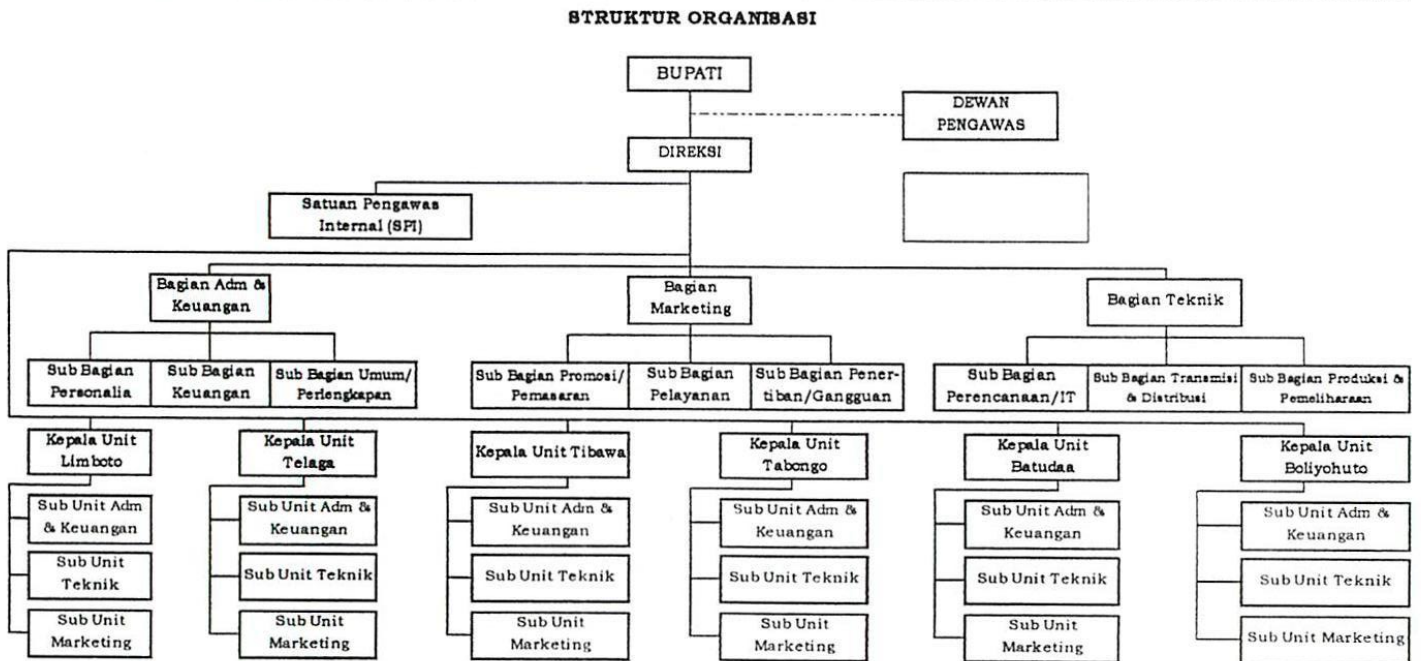 STRUKTUR ORGANISASI
BUPATI
DEWAN
PENGAWAS
DIREKSI
Satuan Pengawas
Internal (SPI)
Bagian Adm &
Keuangan
Bagian
Marketing
Bagian Teknik
Sub Bagian
Personalia
Sub Bagian
Keuangan
Sub Bagian Umum/
Perlengkapan
Sub Bagian Promosi/
Pemasaran
Sub Bagian
Pelayanan
Sub Bagian Pener-
tiban/Gangguan
Sub Bagian
Perencanaan/IT
Sub Bagian Transmisi
& Distribusi
Sub Bagian Produksi &
Pemeliharaan
Kepala Unit
Limboto
Kepala Unit
Telaga
Kepala Unit Tibawa
Kepala Unit
Tabongo
Kepala Unit
Batudaa
Kepala Unit
Boliyohuto
Sub Unit Adm
& Keuangan
Sub Unit Adm &
Keuangan
Sub Unit Adm &
Keuangan
Sub Unit Adm &
Keuangan
Sub Unit Adm &
Keuangan
Sub Unit Adm &
Keuangan
Sub Unit
Teknik
Sub Unit Teknik
Sub Unit Teknik
Sub Unit Teknik
Sub Unit Teknik
Sub Unit Teknik
Sub Unit
Marketing
Sub Unit
Marketing
Sub Unit
Marketing
Sub Unit
Marketing
Sub Unit
Marketing
Sub Unit Marketing